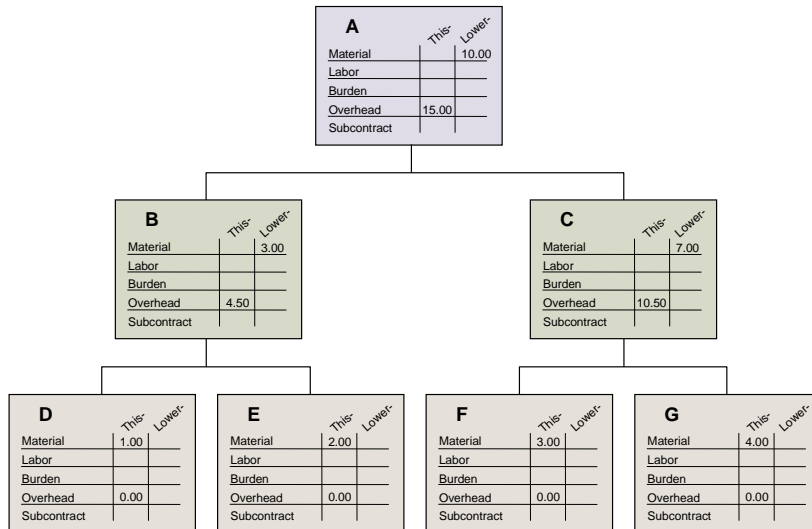 A This- Lower-
Material 10.00
Labor
Burden
Overhead 15.00
Subcontract
B This- Lower-
Material 3.00
Labor
Burden
Overhead 4.50
Subcontract
C This- Lower-
Material 7.00
Labor
Burden
Overhead 10.50
Subcontract
D This- Lower-
Material 1.00
Labor
Burden
Overhead 0.00
Subcontract
E This- Lower-
Material 2.00
Labor
Burden
Overhead 0.00
Subcontract
F This- Lower-
Material 3.00
Labor
Burden
Overhead 0.00
Subcontract
G This- Lower-
Material 4.00
Labor
Burden
Overhead 0.00
Subcontract